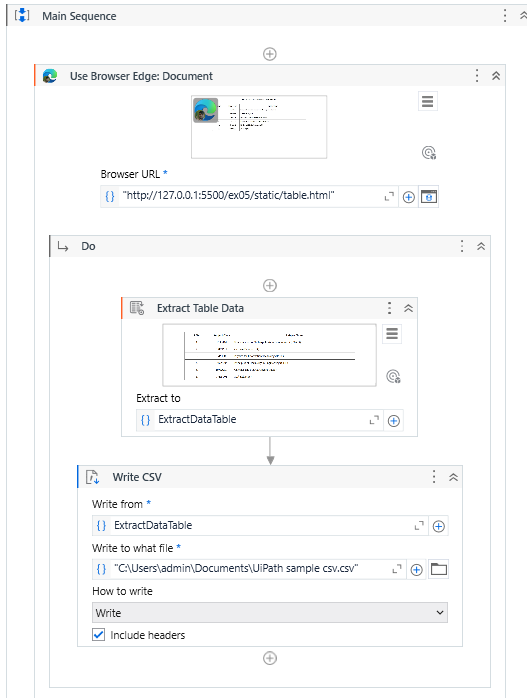 Main Sequence
Use Browser Edge: Document
Browser URL *
"http://127.0.0.1:5500/ex05/static/table.html"
Do
Extract Table Data
Extract to
ExtractDataTable
Write CSV
Write from *
ExtractDataTable
Write to what file *
"C:\Users\admin\Documents\UiPath sample csv.csv"
How to write
Write
Include headers